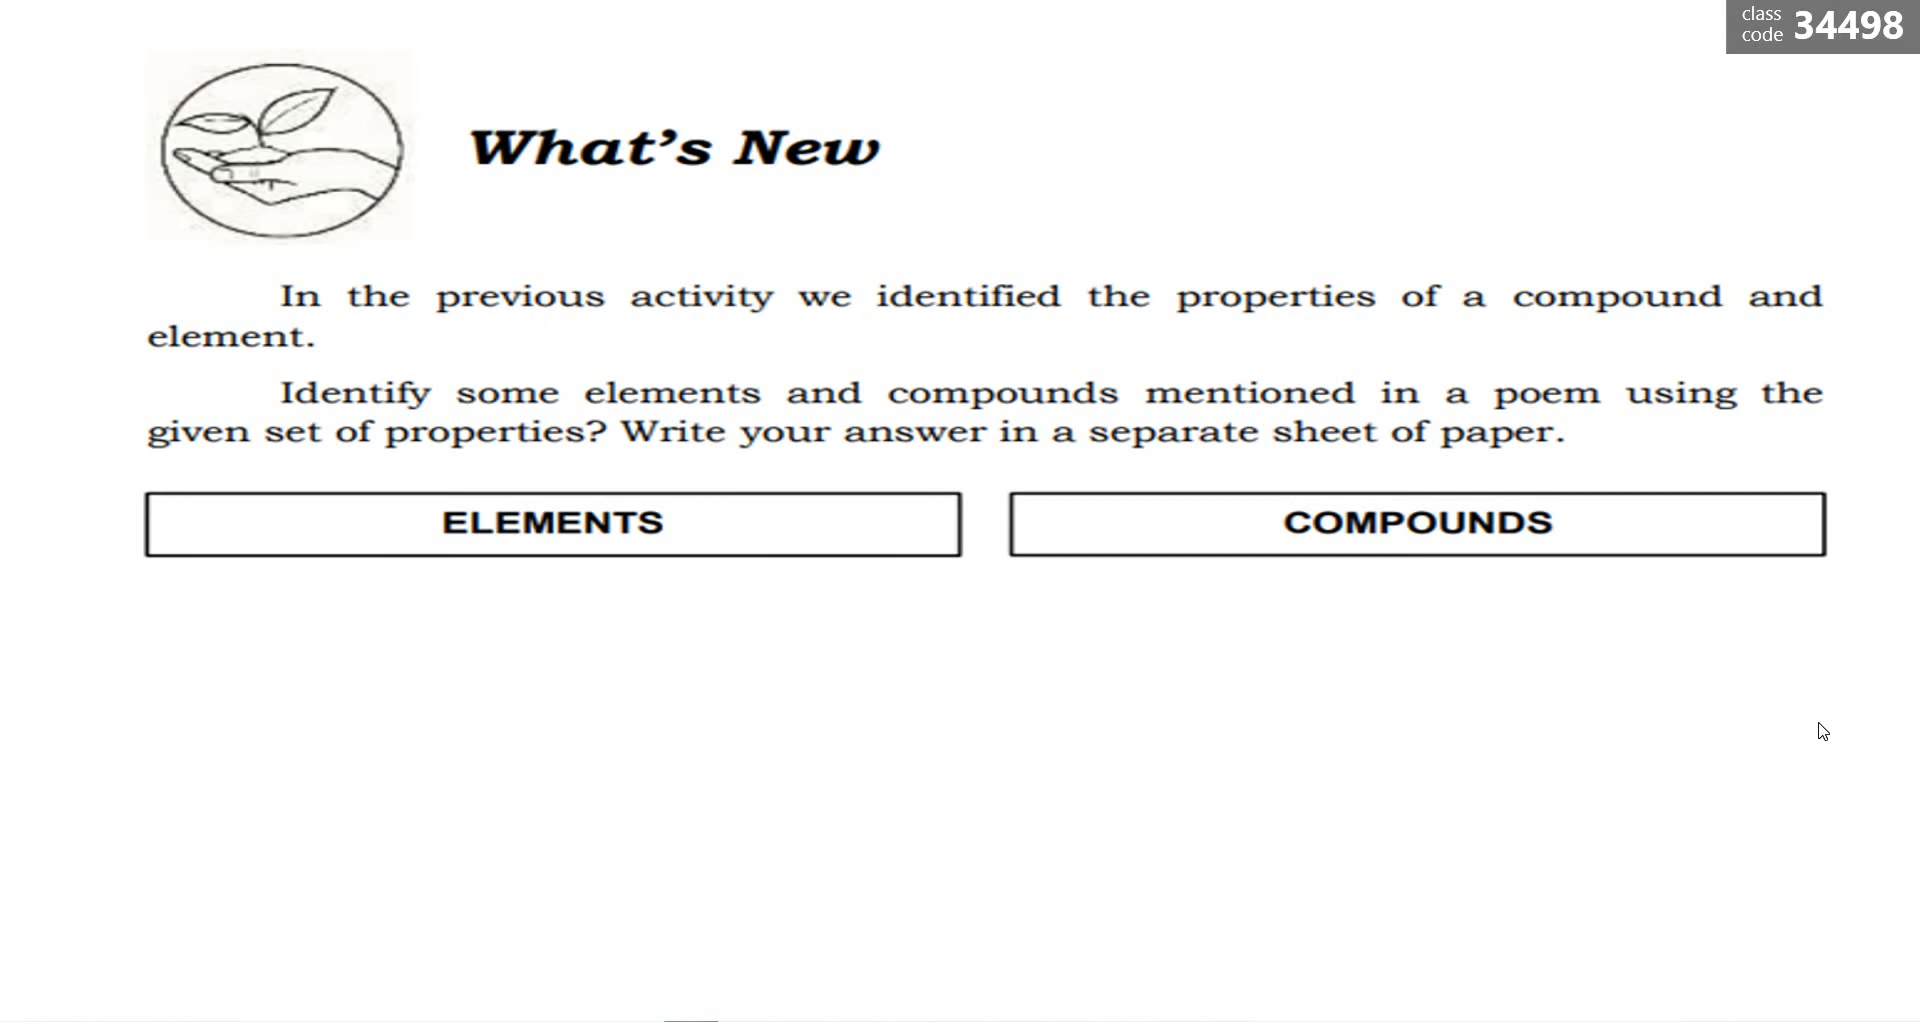 class
code 34498
What's New
In the previous activity we identified the properties of a compound and
element.
Identify some elements and compounds mentioned in a poem using the
given set of properties? Write your answer in a separate sheet of paper.
ELEMENTS
COMPOUNDS